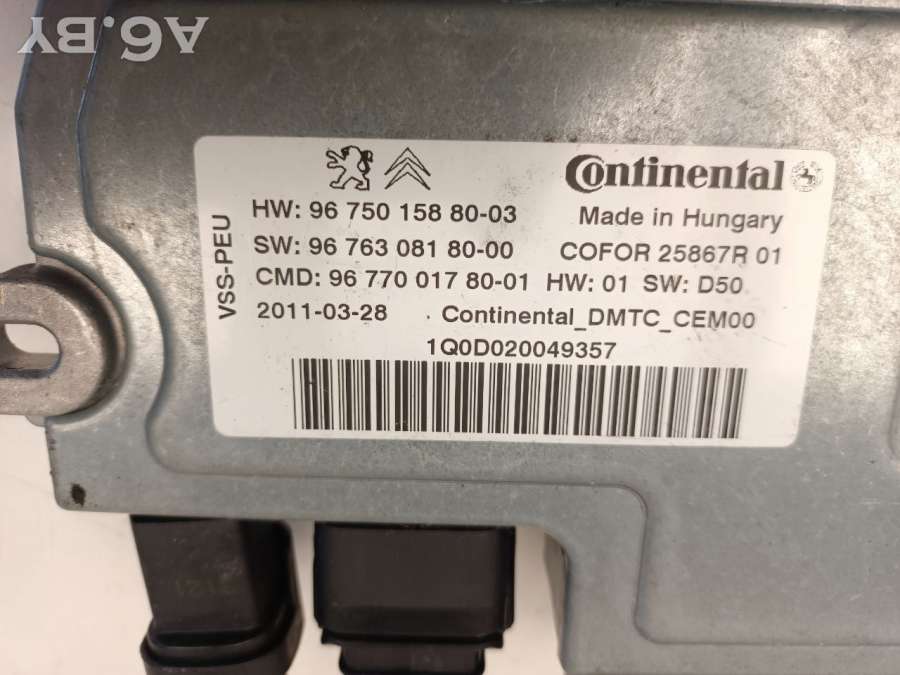 A6.BY
Continental
HW: 96 750 158 80-03 Made in Hungary
SW: 96 763 081 80-00 COFOR 25867R 01
CMD: 96 770 017 80-01 HW: 01 SW: D50
2011-03-28 Continental_DMTC_CEM00
1Q0D020049357
VSS-PEU